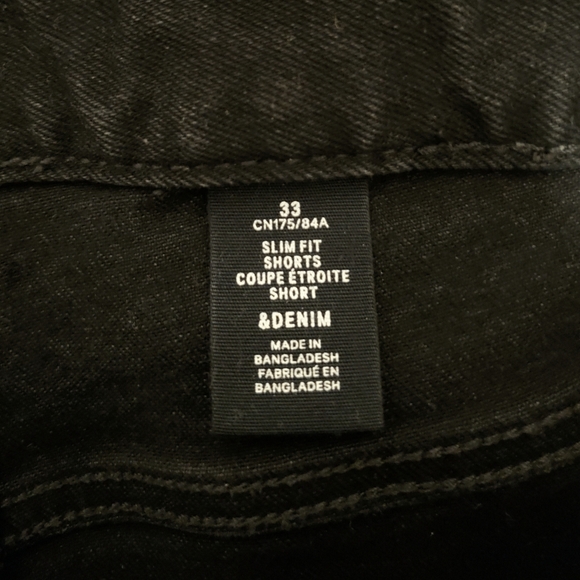 33
CN175/84A
SLIM FIT
SHORTS
COUPE ÉTROITE
SHORT
&DENIM
MADE IN
BANGLADESH
FABRIQUÉ EN
BANGLADESH